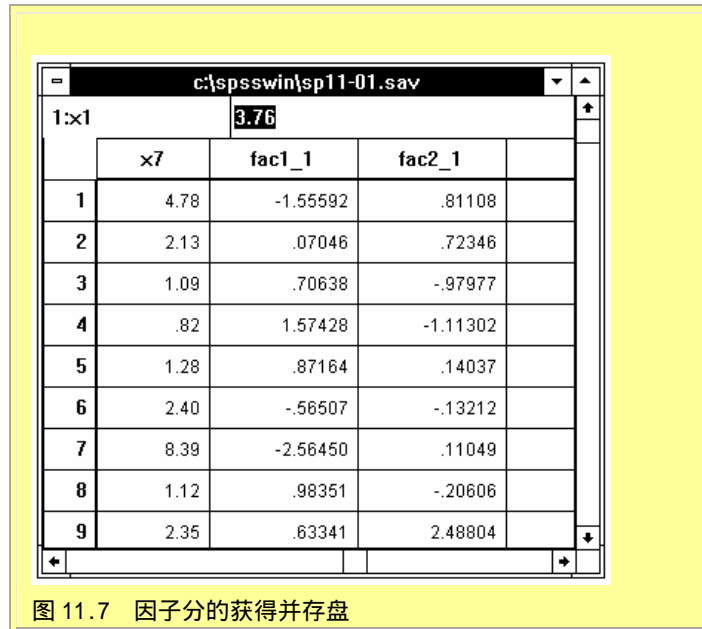 c:\spsswin\sp11-01.sav
1:x1 3.76
x7 fac1_1 fac2_1
1 4.78 -1.55592 .81108
2 2.13 .07046 .72346
3 1.09 .70638 -.97977
4 .82 1.57428 -1.11302
5 1.28 .87164 .14037
6 2.40 -.56507 -.13212
7 8.39 -2.56450 .11049
8 1.12 .98351 -.20606
9 2.35 .63341 2.48804
图 11.7 因子分的获得并存盘